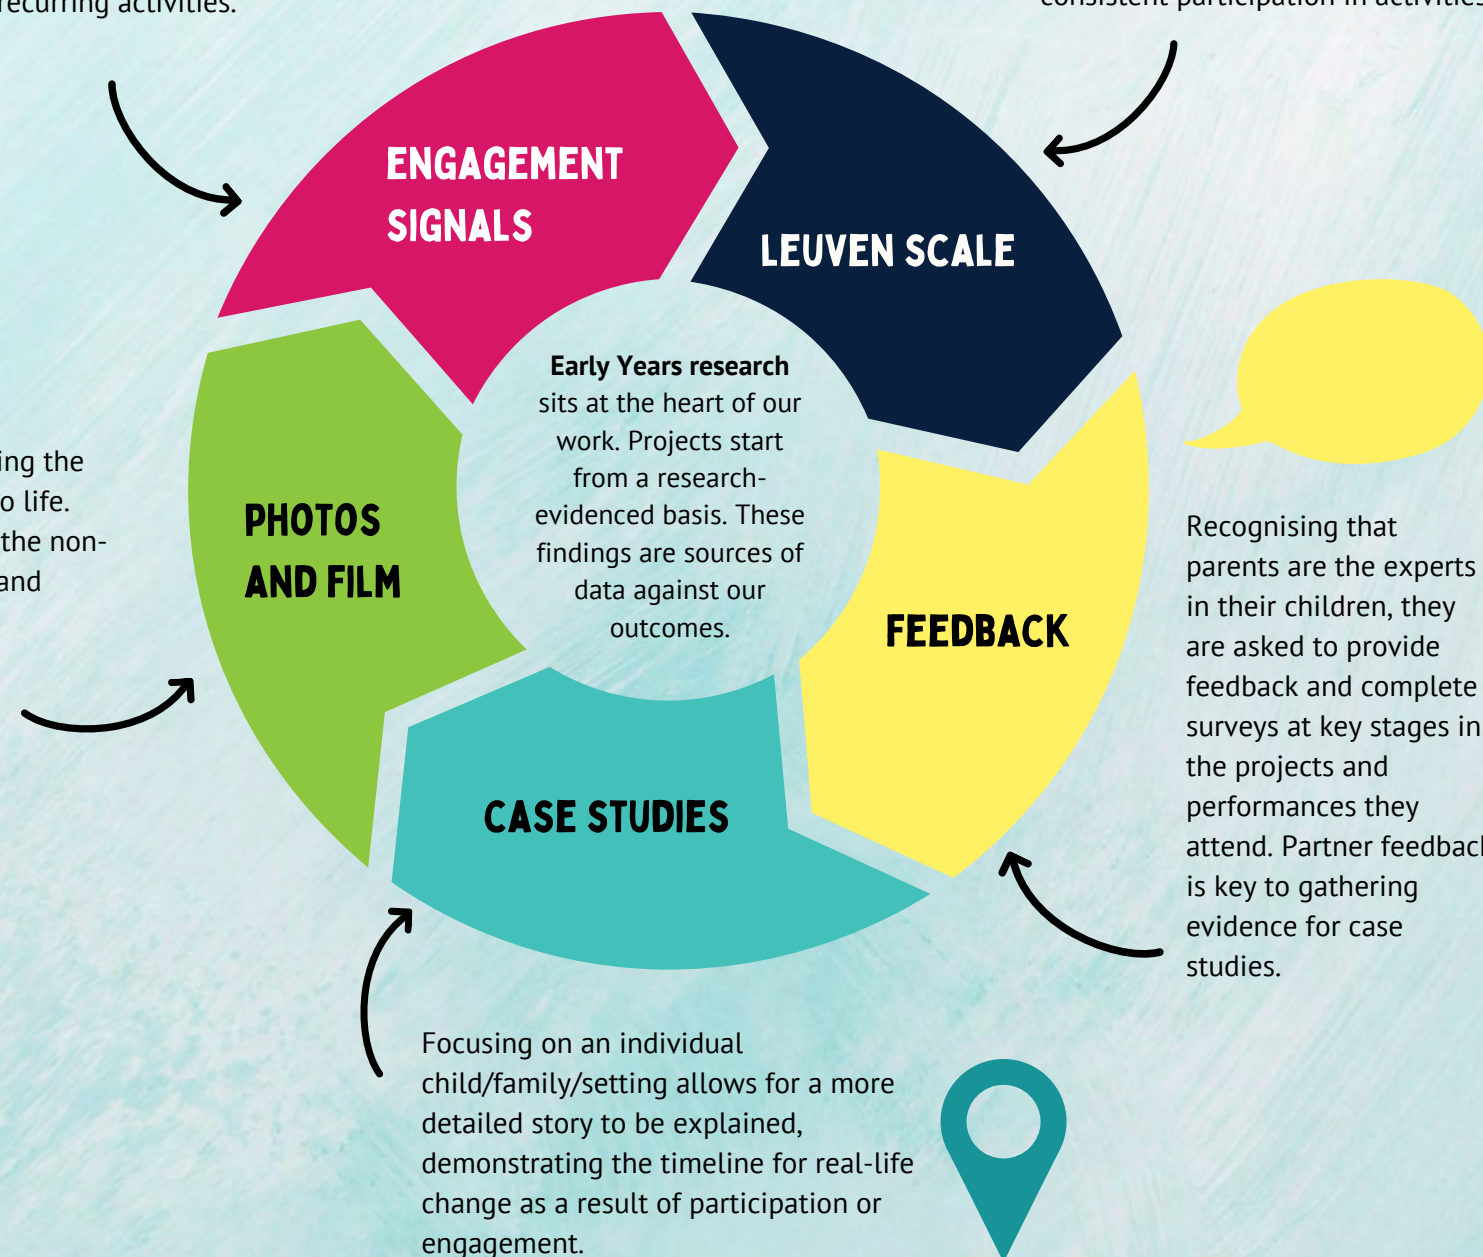 recurring activities.
consistent participation in activities
ENGAGEMENT
SIGNALS
LEUVEN SCALE
Early Years research
sits at the heart of our
work. Projects start
from a research-
evidenced basis. These
findings are sources of
data against our
outcomes.
ing the
o life.
the non-
and
PHOTOS
AND FILM
FEEDBACK
Recognising that
parents are the experts
in their children, they
are asked to provide
feedback and complete
surveys at key stages in
the projects and
performances they
attend. Partner feedback
is key to gathering
evidence for case
studies.
CASE STUDIES
Focusing on an individual
child/family/setting allows for a more
detailed story to be explained,
demonstrating the timeline for real-life
change as a result of participation or
engagement.